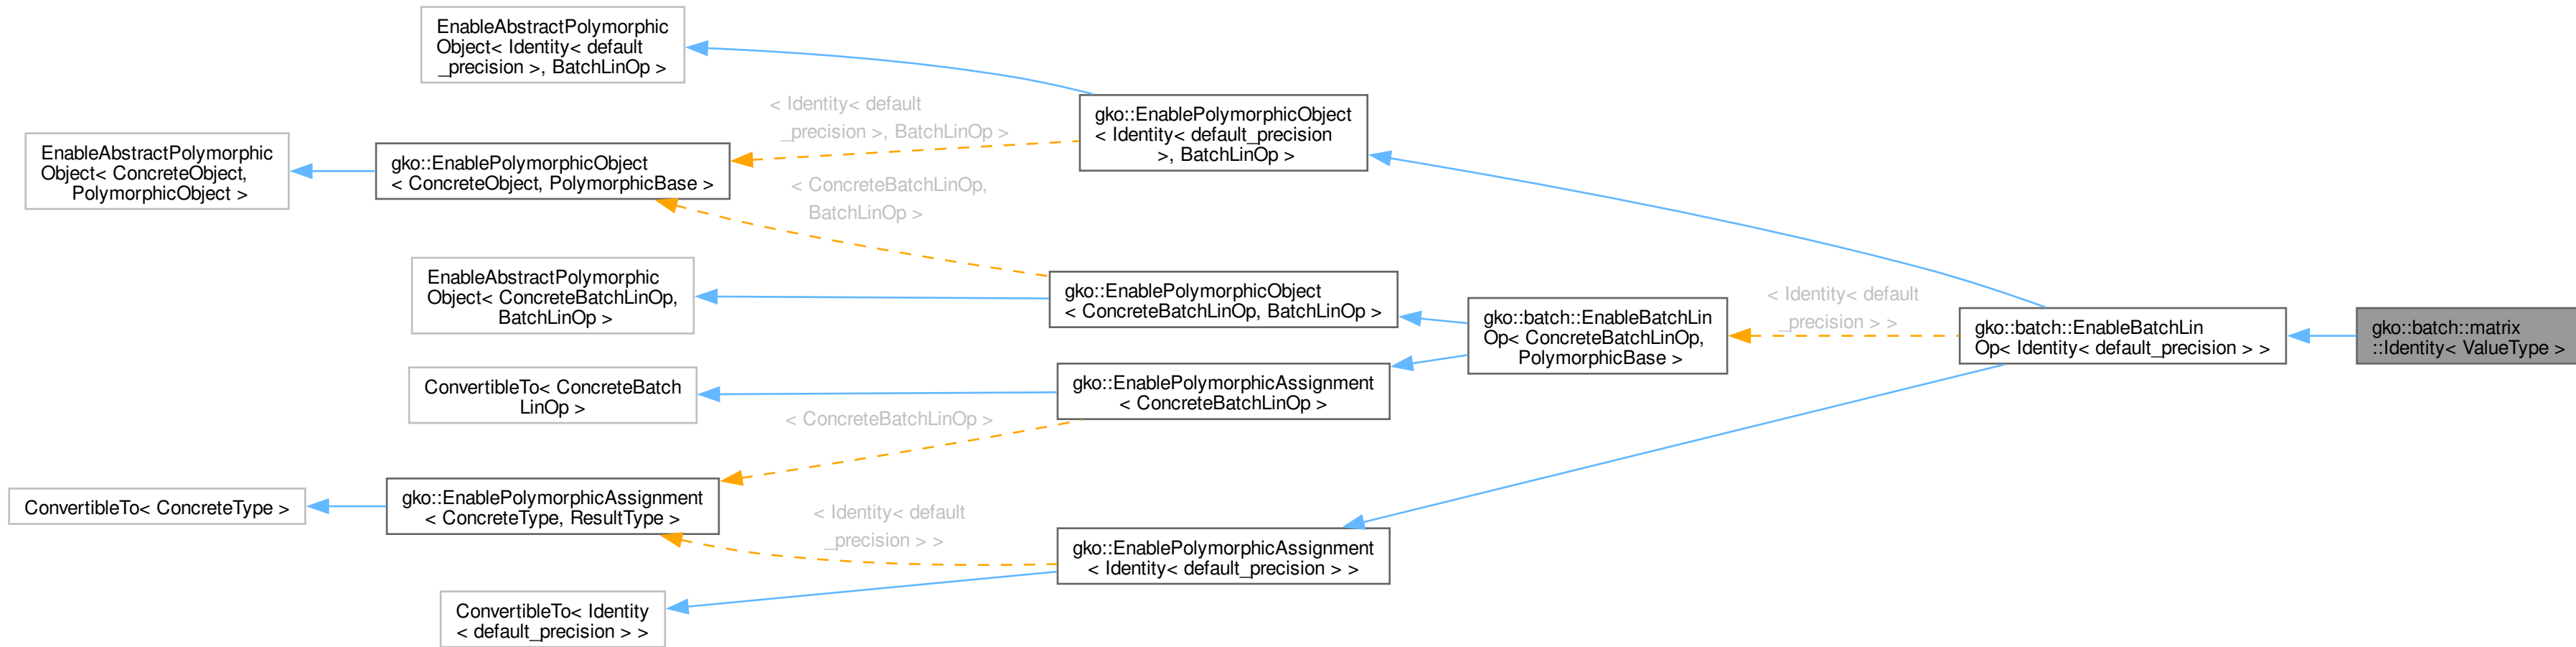 EnableAbstractPolymorphic
Object< Identity< default
_precision >, BatchLinOp >
< Identity< default
_precision >, BatchLinOp >
gko::EnablePolymorphicObject
< Identity< default_precision
>, BatchLinOp >
EnableAbstractPolymorphic
Object< ConcreteObject,
PolymorphicObject >
gko::EnablePolymorphicObject
< ConcreteObject, PolymorphicBase >
< ConcreteBatchLinOp,
BatchLinOp >
EnableAbstractPolymorphic
Object< ConcreteBatchLinOp,
BatchLinOp >
gko::EnablePolymorphicObject
< ConcreteBatchLinOp, BatchLinOp >
gko::batch::EnableBatchLin
Op< ConcreteBatchLinOp,
PolymorphicBase >
< Identity< default
_precision > >
gko::batch::EnableBatchLin
Op< Identity< default_precision > >
gko::batch::matrix
::Identity< ValueType >
ConvertibleTo< ConcreteBatch
LinOp >
gko::EnablePolymorphicAssignment
< ConcreteBatchLinOp >
< ConcreteBatchLinOp >
ConvertibleTo< ConcreteType >
gko::EnablePolymorphicAssignment
< ConcreteType, ResultType >
< Identity< default
_precision > >
gko::EnablePolymorphicAssignment
< Identity< default_precision > >
ConvertibleTo< Identity
< default_precision > >